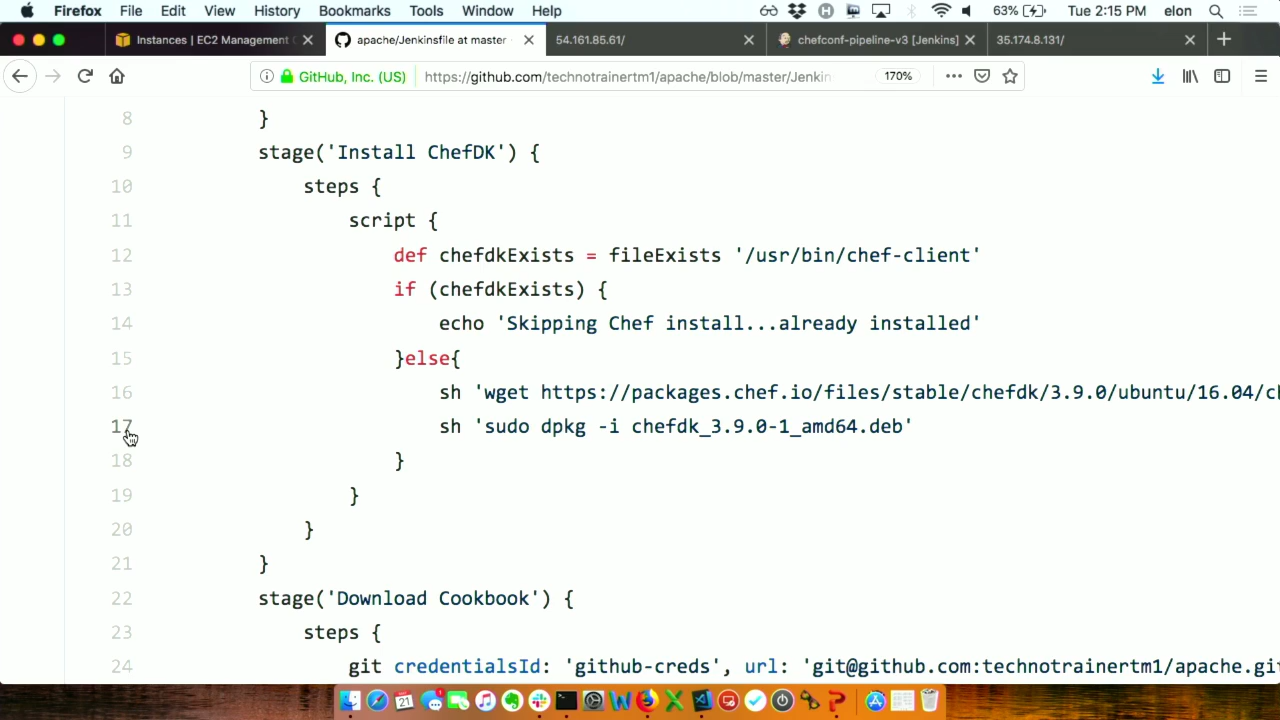 Firefox File Edit View History Bookmarks Tools Window Help 63% Tue 2:15 PM elon
Instances | EC2 Management C
apache/Jenkinsfile at master
54.161.85.61/
chefconf-pipeline-v3 [Jenkins]
35.174.8.131/
GitHub, Inc. (US) https://github.com/technotrainertm1/apache/blob/master/Jenkin 170%
8 }
9 stage('Install ChefDK') {
10 steps {
11 script {
12 def chefdkExists = fileExists '/usr/bin/chef-client'
13 if (chefdkExists) {
14 echo 'Skipping Chef install...already installed'
15 }else{
16 sh 'wget https://packages.chef.io/files/stable/chefdk/3.9.0/ubuntu/16.04/ch
17 sh 'sudo dpkg -i chefdk_3.9.0-1_amd64.deb'
18 }
19 }
20 }
21 }
22 stage('Download Cookbook') {
23 steps {
24 git credentialsId: 'github-creds', url: 'git@github.com:technotrainertm1/apache.git